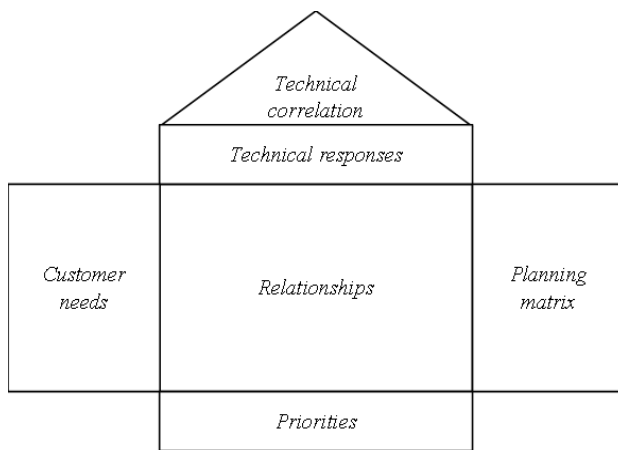 Technical
correlation
Technical responses
Customer
needs
Relationships
Planning
matrix
Priorities